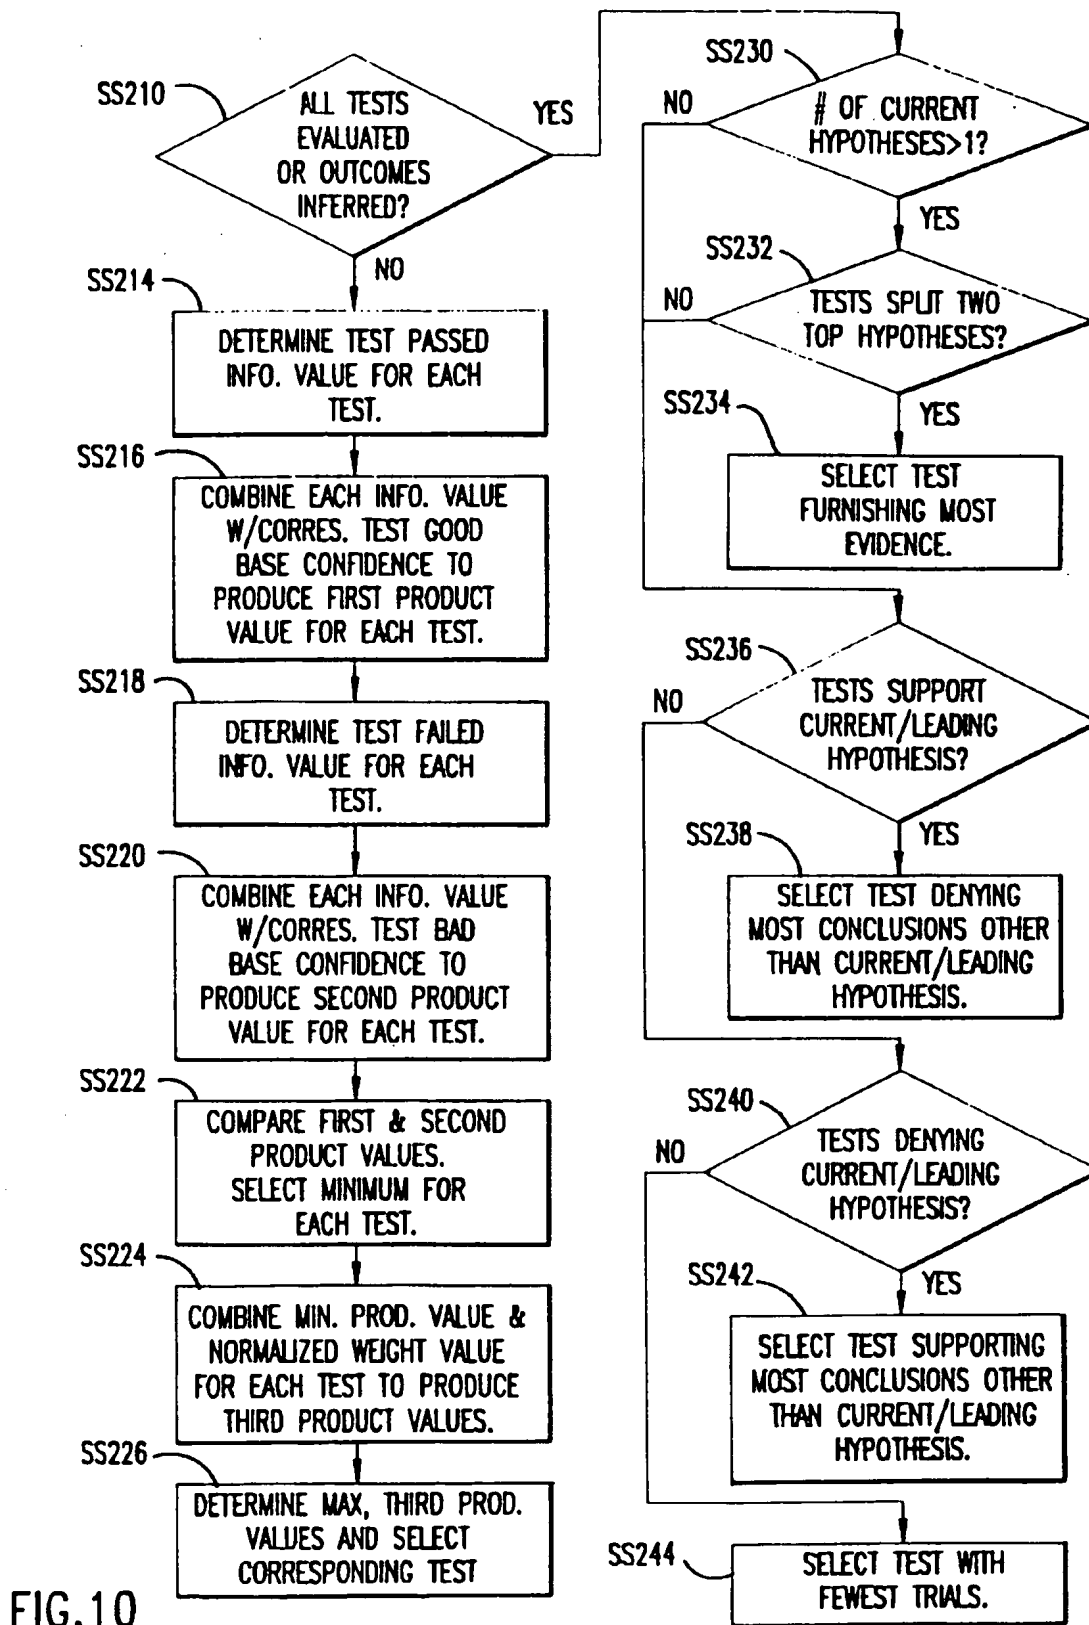 SS210
ALL TESTS
EVALUATED
OR OUTCOMES
INFERRED?
YES
NO
SS214
DETERMINE TEST PASSED
INFO. VALUE FOR EACH
TEST.
SS216
COMBINE EACH INFO. VALUE
W/CORRES. TEST GOOD
BASE CONFIDENCE TO
PRODUCE FIRST PRODUCT
VALUE FOR EACH TEST.
SS218
DETERMINE TEST FAILED
INFO. VALUE FOR EACH
TEST.
SS220
COMBINE EACH INFO. VALUE
W/CORRES. TEST BAD
BASE CONFIDENCE TO
PRODUCE SECOND PRODUCT
VALUE FOR EACH TEST.
SS222
COMPARE FIRST & SECOND
PRODUCT VALUES.
SELECT MINIMUM FOR
EACH TEST.
SS224
COMBINE MIN. PROD. VALUE &
NORMALIZED WEIGHT VALUE
FOR EACH TEST TO PRODUCE
THIRD PRODUCT VALUES.
SS226
DETERMINE MAX, THIRD PROD.
VALUES AND SELECT
CORRESPONDING TEST
SS230
NO
# OF CURRENT
HYPOTHESES>1?
YES
SS232
NO
TESTS SPLIT TWO
TOP HYPOTHESES?
YES
SS234
SELECT TEST
FURNISHING MOST
EVIDENCE.
SS236
NO
TESTS SUPPORT
CURRENT/LEADING
HYPOTHESIS?
YES
SS238
SELECT TEST DENYING
MOST CONCLUSIONS OTHER
THAN CURRENT/LEADING
HYPOTHESIS.
SS240
NO
TESTS DENYING
CURRENT/LEADING
HYPOTHESIS?
YES
SS242
SELECT TEST SUPPORTING
MOST CONCLUSIONS OTHER
THAN CURRENT/LEADING
HYPOTHESIS.
SS244
SELECT TEST WITH
FEWEST TRIALS.
FIG.10